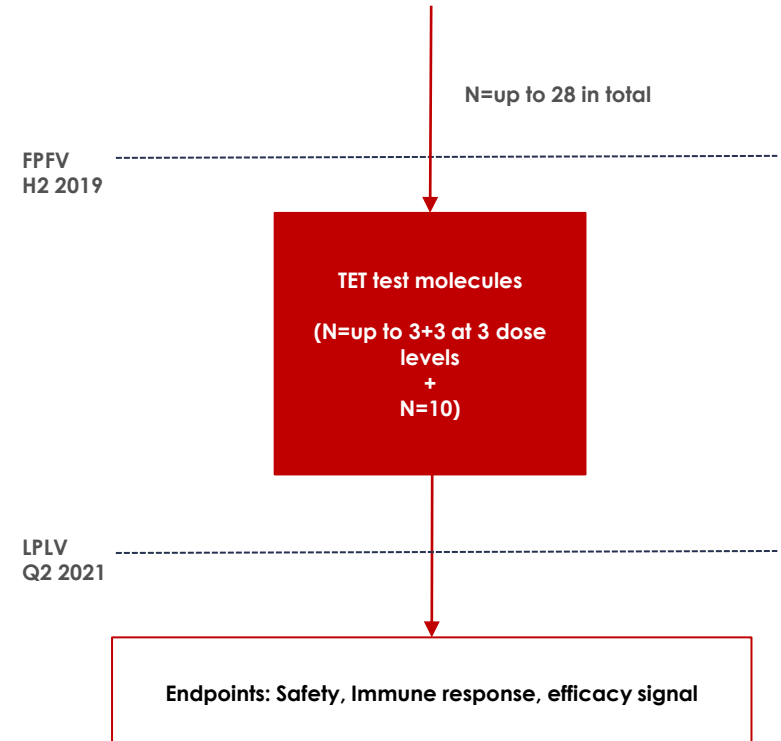 N=up to 28 in total
FPFV
H2 2019
TET test molecules
(N=up to 3+3 at 3 dose
levels
+
N=10)
LPLV
Q2 2021
Endpoints: Safety, Immune response, efficacy signal